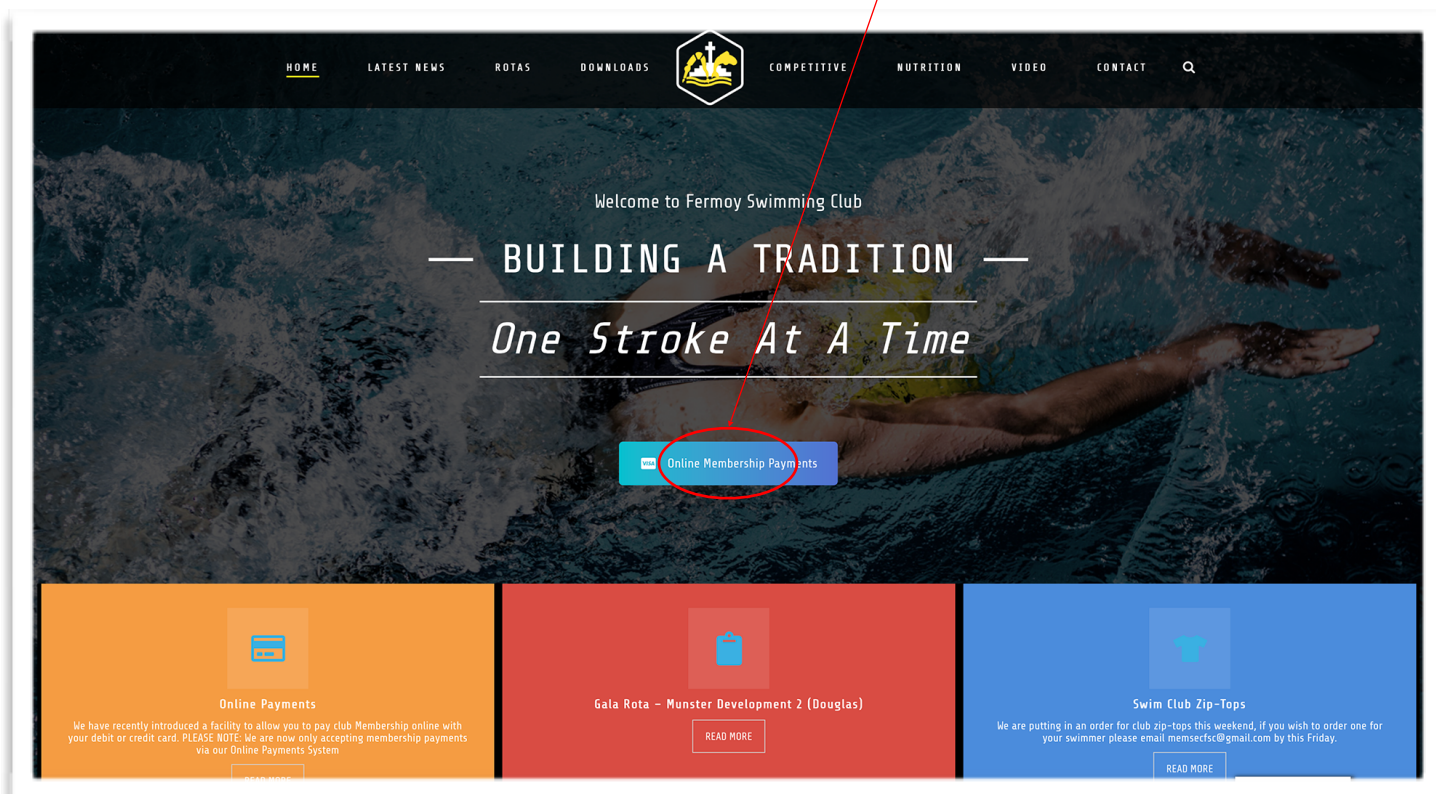 HOME
LATEST NEWS
ROTAS
DOWNLOADS
COMPETITIVE
NUTRITION
VIDEO
CONTACT
Welcome to Fermoy Swimming Club
BUILDING A TRADITION
One Stroke At A Time
VISA
Online Membership Payments
Online Payments
We have recently introduced a facility to allow you to pay club Membership online with
your debit or credit card. PLEASE NOTE: We are now only accepting membership payments
via our Online Payments System
READ MORE
Gala Rota – Munster Development 2 (Douglas)
READ MORE
Swim Club Zip-Tops
We are putting in an order for club zip-tops this weekend, if you wish to order one for
your swimmer please email memsecfsc@gmail.com by this Friday.
READ MORE